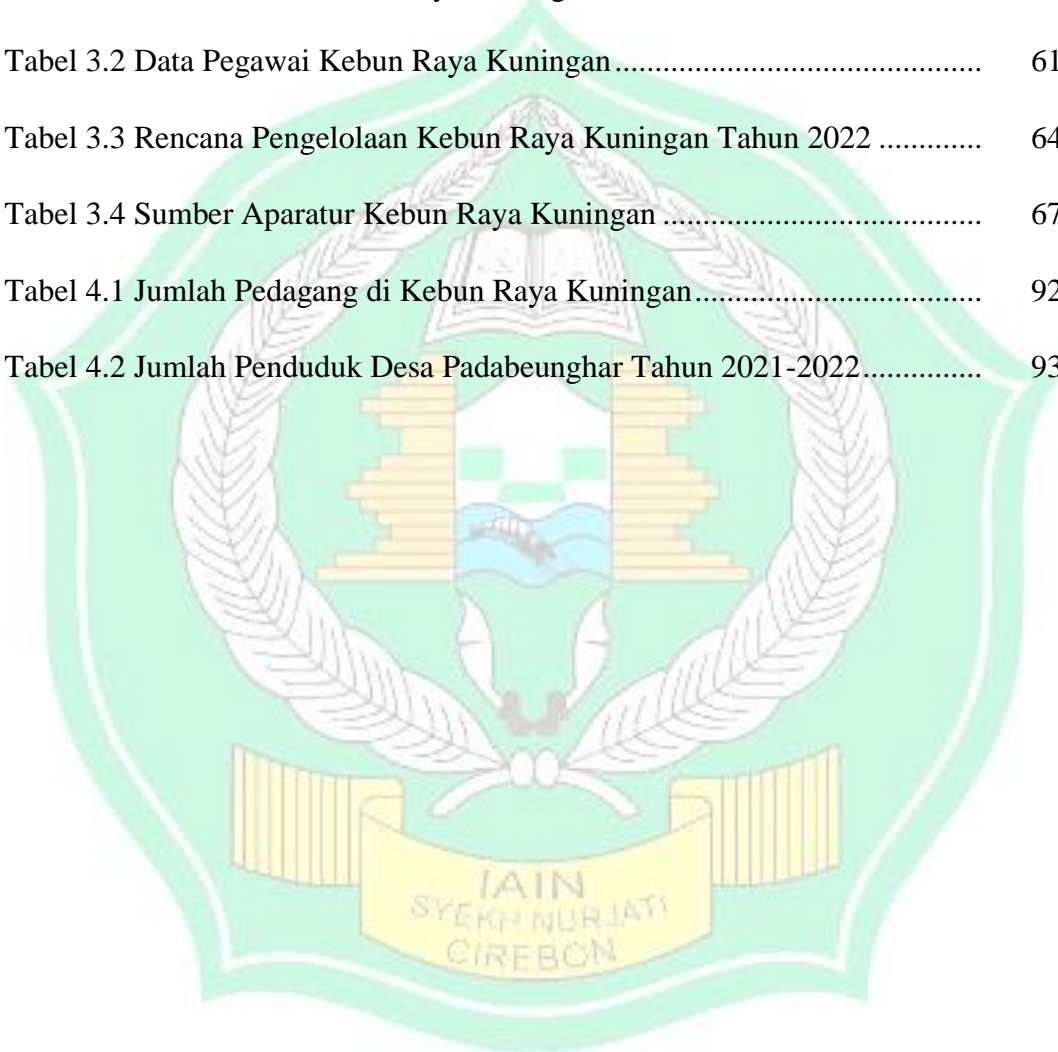 Tabel 3.2 Data Pegawai Kebun Raya Kuningan............................................. 61
Tabel 3.3 Rencana Pengelolaan Kebun Raya Kuningan Tahun 2022 ............. 64
Tabel 3.4 Sumber Aparatur Kebun Raya Kuningan ....................................... 67
Tabel 4.1 Jumlah Pedagang di Kebun Raya Kuningan................................... 92
Tabel 4.2 Jumlah Penduduk Desa Padabeunghar Tahun 2021-2022............... 93
IAIN
SYEKH NURJATI
CIREBON